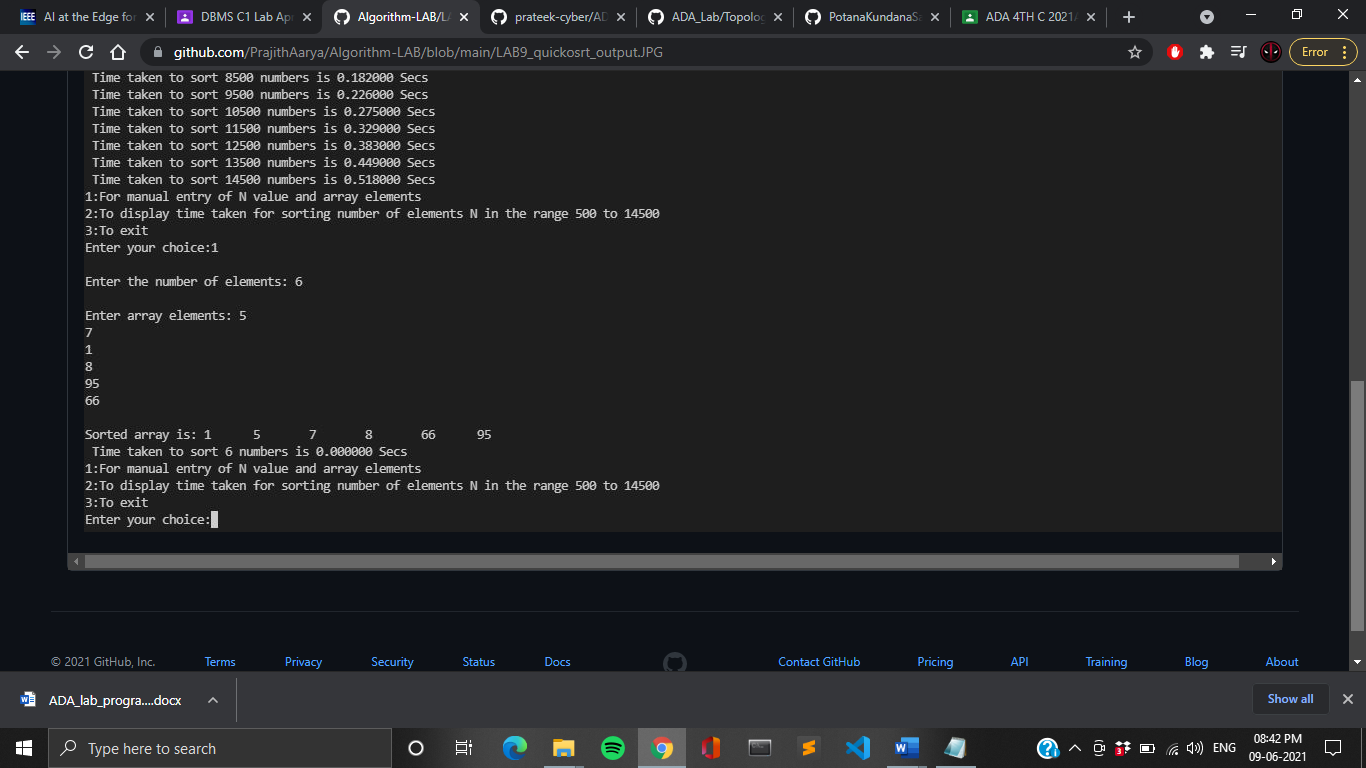 AI at the Edge for
DBMS C1 Lab Apr
Algorithm-LAB/LA
prateek-cyber/AD
ADA_Lab/Topolog
PotanaKundanaSa
ADA 4TH C 2021A
github.com/PrajithAarya/Algorithm-LAB/blob/main/LAB9_quickosrt_output.JPG
Error
Time taken to sort 8500 numbers is 0.182000 Secs
Time taken to sort 9500 numbers is 0.226000 Secs
Time taken to sort 10500 numbers is 0.275000 Secs
Time taken to sort 11500 numbers is 0.329000 Secs
Time taken to sort 12500 numbers is 0.383000 Secs
Time taken to sort 13500 numbers is 0.449000 Secs
Time taken to sort 14500 numbers is 0.518000 Secs
1:For manual entry of N value and array elements
2:To display time taken for sorting number of elements N in the range 500 to 14500
3:To exit
Enter your choice:1
Enter the number of elements: 6
Enter array elements: 5
7
1
8
95
66
Sorted array is: 1 5 7 8 66 95
Time taken to sort 6 numbers is 0.000000 Secs
1:For manual entry of N value and array elements
2:To display time taken for sorting number of elements N in the range 500 to 14500
3:To exit
Enter your choice:
© 2021 GitHub, Inc. Terms Privacy Security Status Docs Contact GitHub Pricing API Training Blog About
ADA_lab_progra....docx
Show all
Type here to search
ENG
08:42 PM
09-06-2021